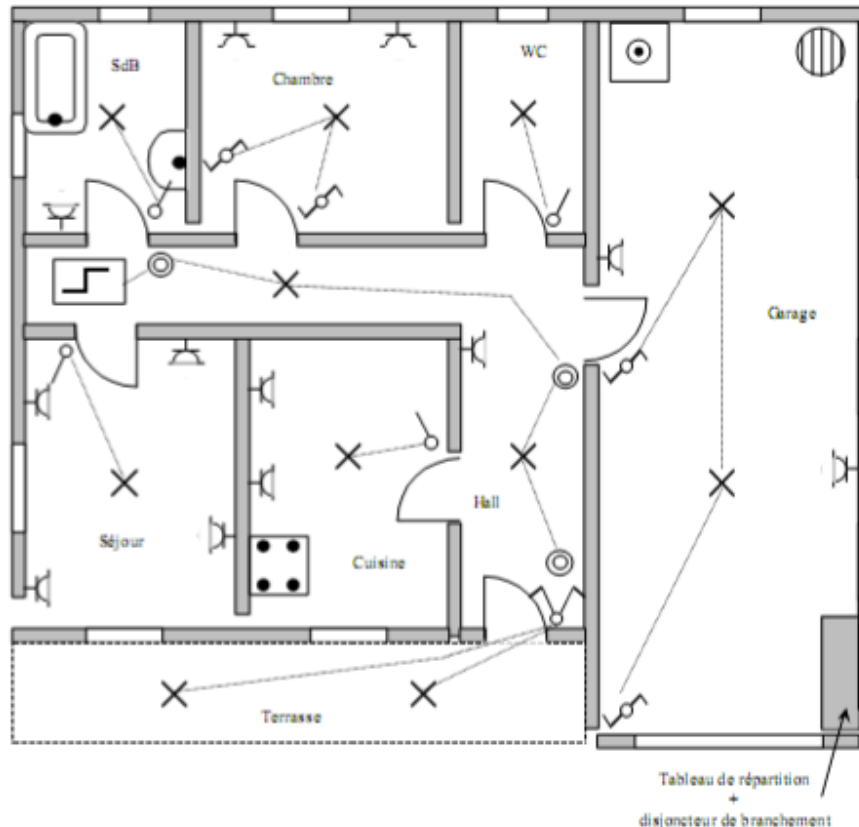 SdB
Chambre
WC
Garage
Hall
Séjour
Cuisine
Terrasse
Tableau de répartition
+
disjoncteur de branchement